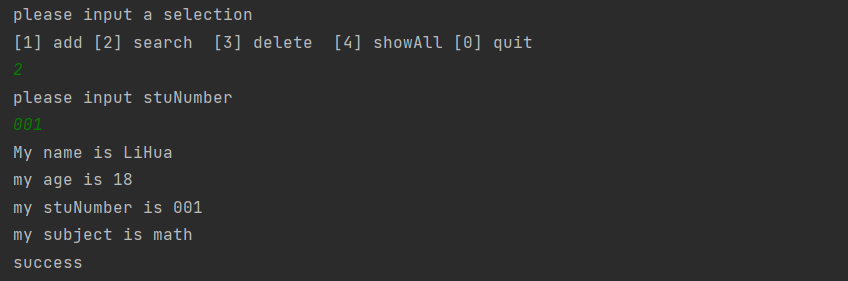 please input a selection
[1] add [2] search  [3] delete  [4] showAll [0] quit
2
please input stuNumber
001
My name is LiHua
my age is 18
my stuNumber is 001
my subject is math
success